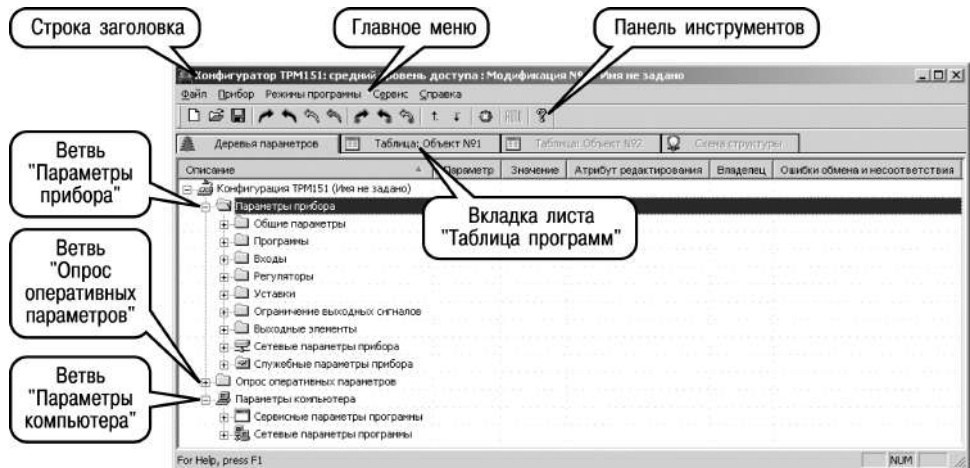 Строка заголовка
Главное меню
Панель инструментов
Конфигуратор ТРМ151: средний уровень доступа : Модификация № Имя не задано
Файл Прибор Режимы программы Сервис Справка
Деревья параметров Таблица: Объект №1 Таблица: Объект №2 Схема структуры
Описание Параметр Значение Атрибут редактирования Владелец Ошибки обмена и несоответствия
Конфигурация ТРМ151 (Имя не задано)
Параметры прибора
Общие параметры
Программы
Входы
Регуляторы
Уставки
Ограничение выходных сигналов
Выходные элементы
Сетевые параметры прибора
Служебные параметры прибора
Опрос оперативных параметров
Параметры компьютера
Сервисные параметры программы
Сетевые параметры программы
For Help, press F1
NUM
Ветвь
"Параметры
прибора"
Ветвь
"Опрос
оперативных
параметров"
Ветвь
"Параметры
компьютера"
Вкладка листа
"Таблица программ"